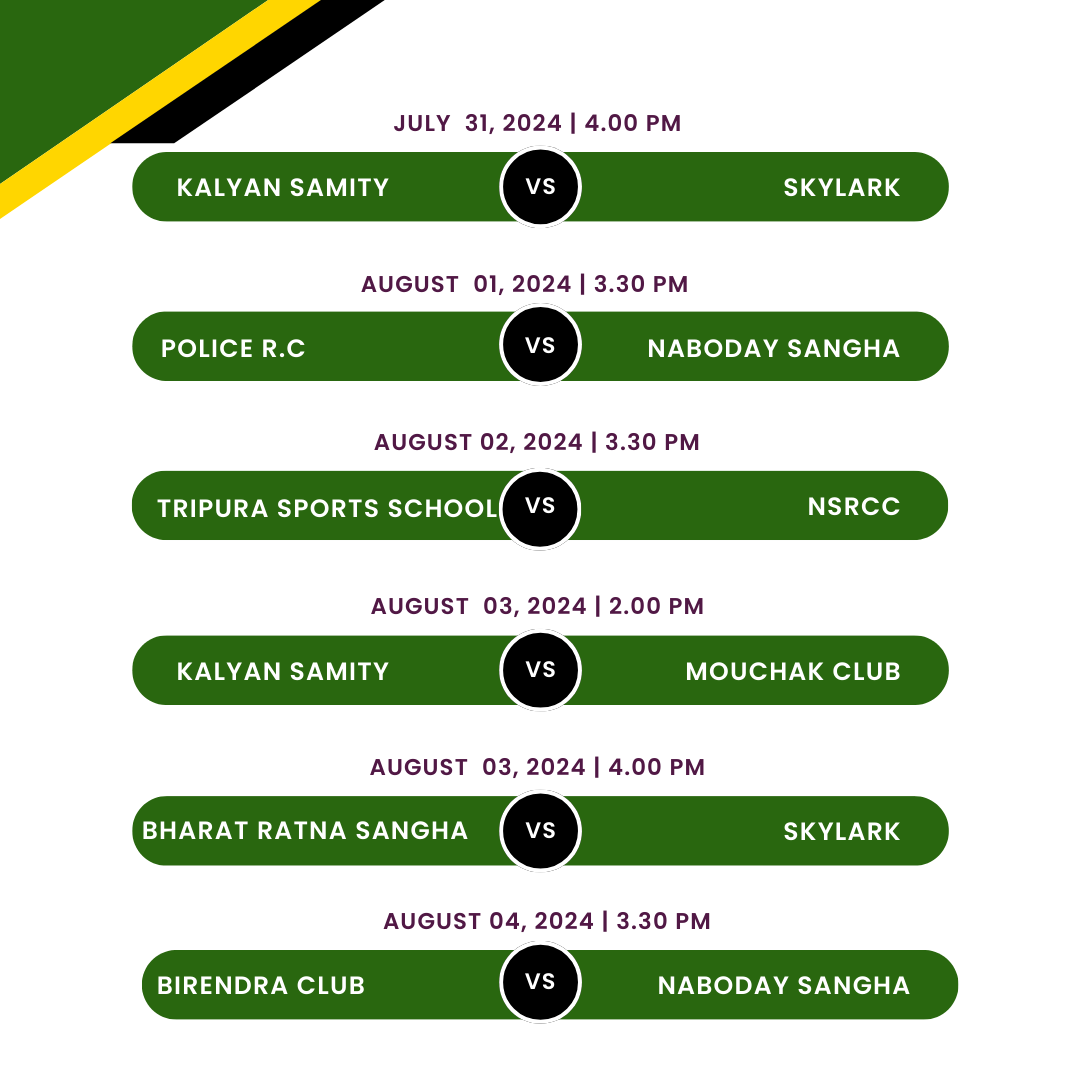 JULY 31, 2024 | 4.00 PM
KALYAN SAMITY VS SKYLARK
AUGUST 01, 2024 | 3.30 PM
POLICE R.C VS NABODAY SANGHA
AUGUST 02, 2024 | 3.30 PM
TRIPURA SPORTS SCHOOL VS NSRCC
AUGUST 03, 2024 | 2.00 PM
KALYAN SAMITY VS MOUCHAK CLUB
AUGUST 03, 2024 | 4.00 PM
BHARAT RATNA SANGHA VS SKYLARK
AUGUST 04, 2024 | 3.30 PM
BIRENDRA CLUB VS NABODAY SANGHA